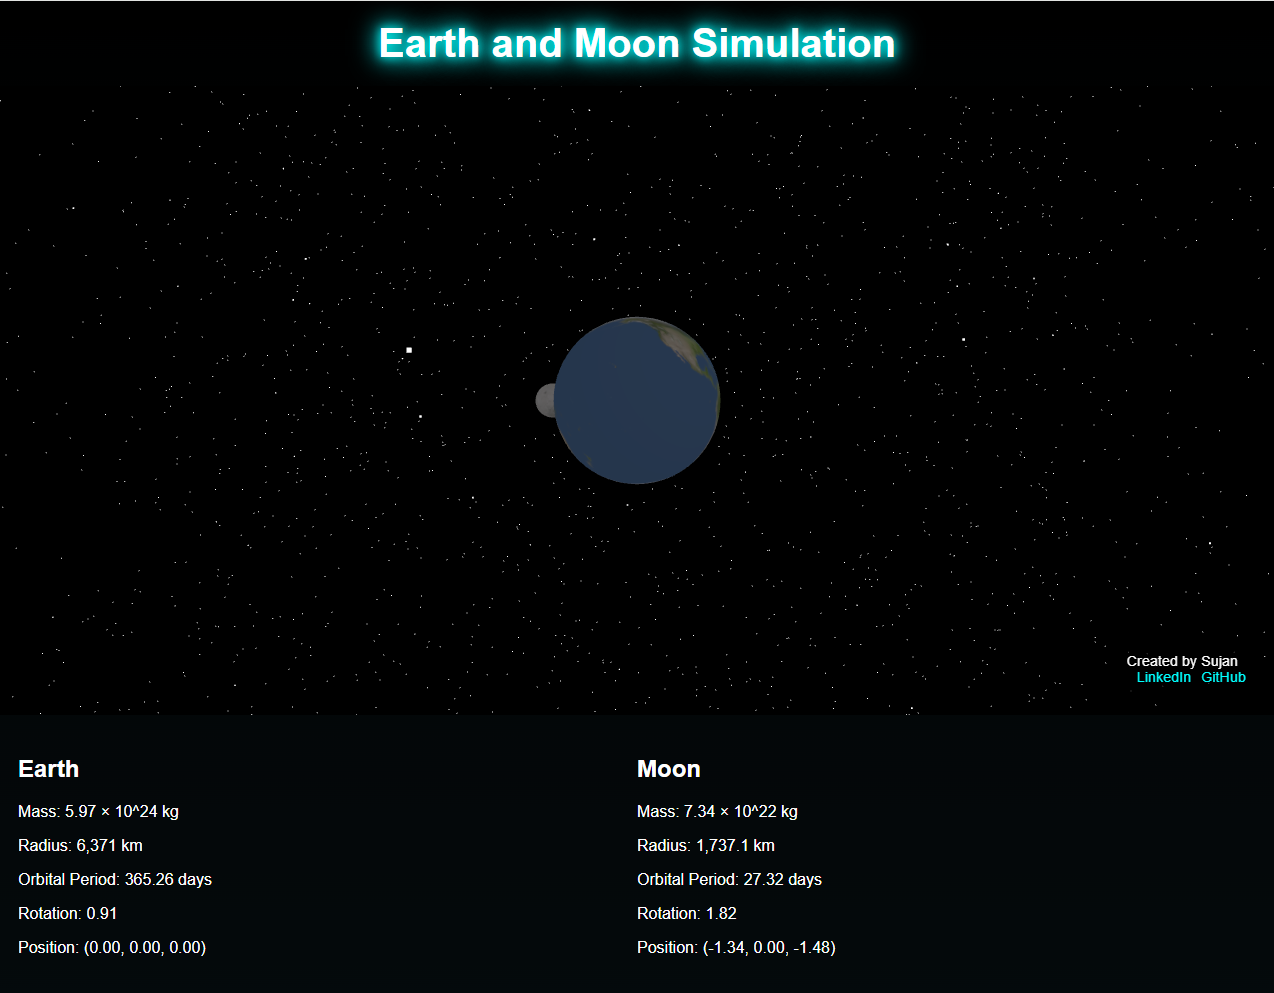 Earth and Moon Simulation
Created by Sujan
LinkedIn GitHub
Earth
Mass: 5.97 × 10^24 kg
Radius: 6,371 km
Orbital Period: 365.26 days
Rotation: 0.91
Position: (0.00, 0.00, 0.00)
Moon
Mass: 7.34 × 10^22 kg
Radius: 1,737.1 km
Orbital Period: 27.32 days
Rotation: 1.82
Position: (-1.34, 0.00, -1.48)